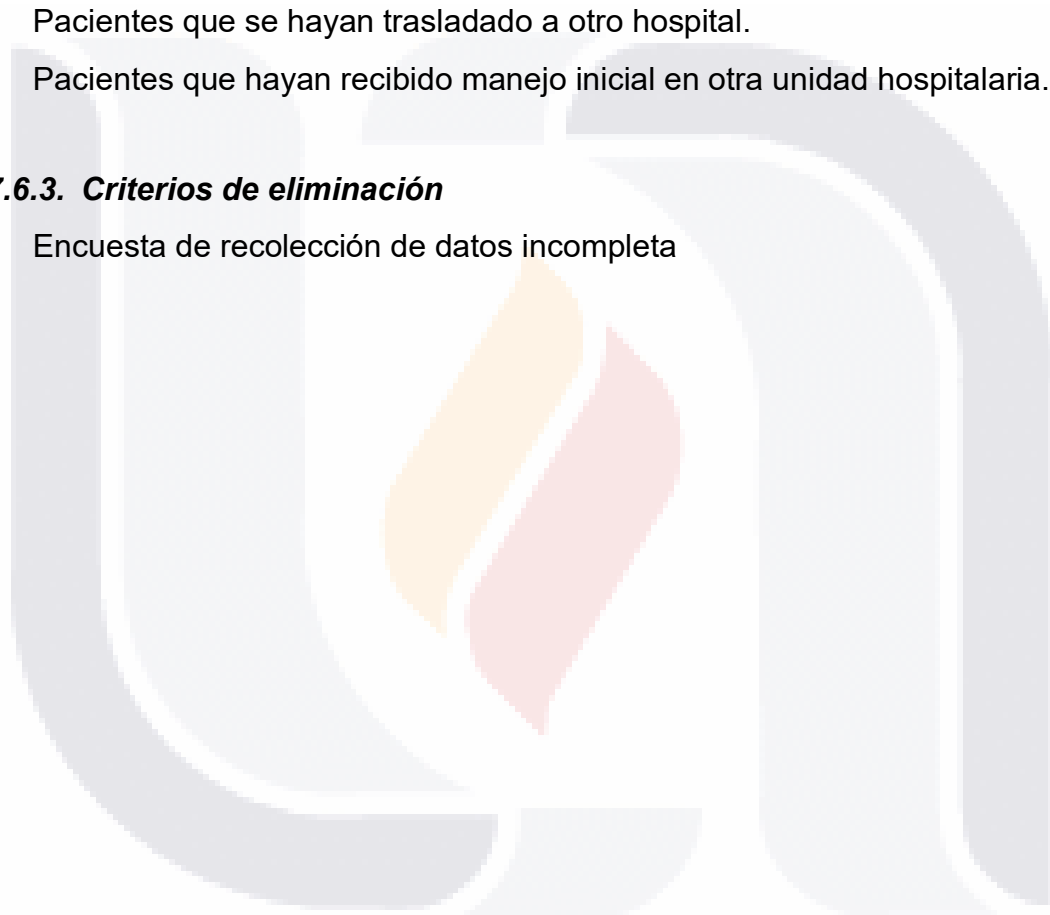 Pacientes que se hayan trasladado a otro hospital.
Pacientes que hayan recibido manejo inicial en otra unidad hospitalaria.
.6.3. Criterios de eliminación
Encuesta de recolección de datos incompleta